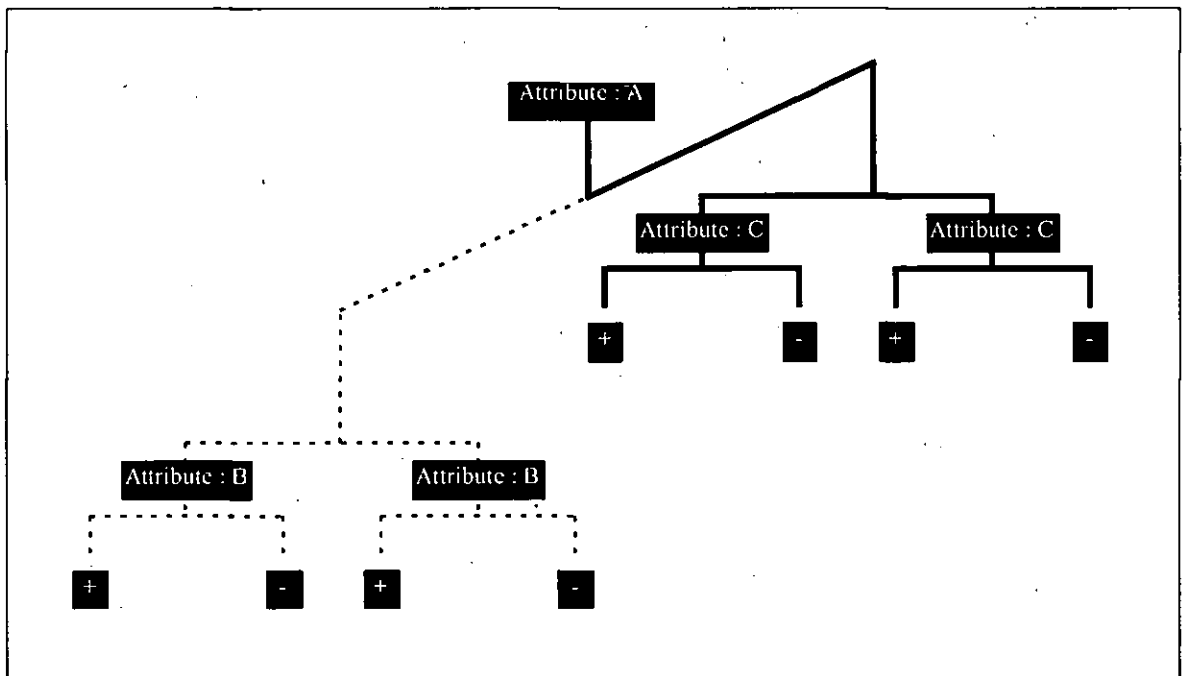 Attribute : A
Attribute : C
Attribute : C
+
-
+
-
Attribute : B
Attribute : B
+
-
+
-